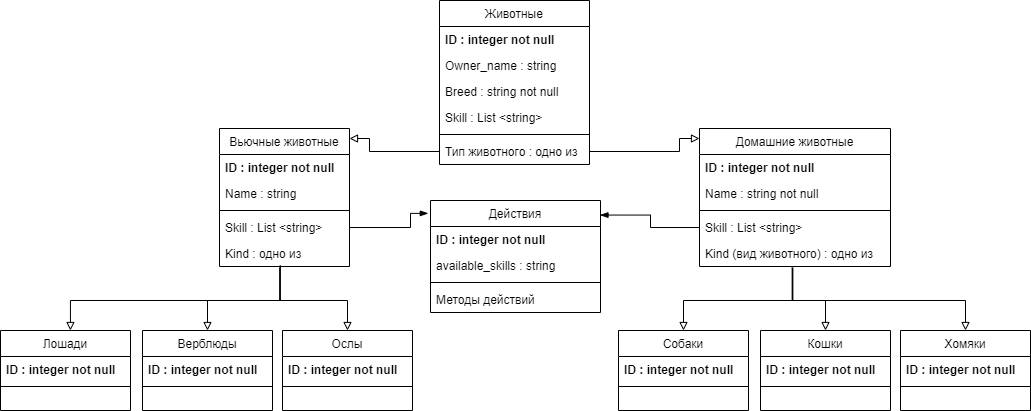 Животные
ID : integer not null
Owner_name : string
Breed : string not null
Skill : List <string>
Тип животного : одно из
Вьючные животные
ID : integer not null
Name : string
Skill : List <string>
Kind : одно из
Домашние животные
ID : integer not null
Name : string not null
Skill : List <string>
Kind (вид животного) : одно из
Действия
ID : integer not null
available_skills : string
Методы действий
Лошади
ID : integer not null
Верблюды
ID : integer not null
Ослы
ID : integer not null
Собаки
ID : integer not null
Кошки
ID : integer not null
Хомяки
ID : integer not null